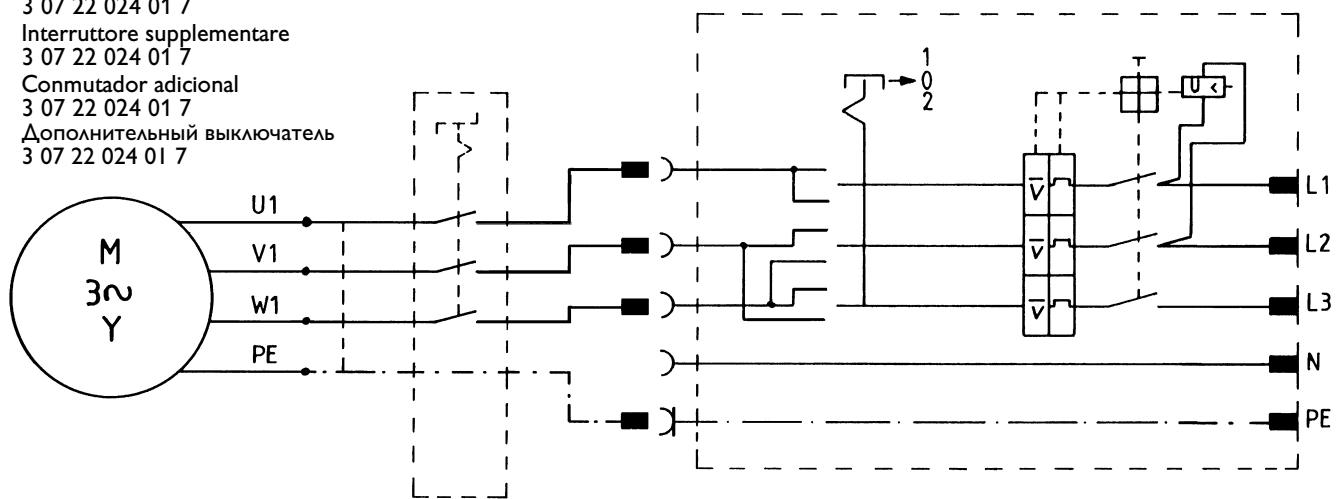 3 07 22 024 01 7
Interruttore supplementare
3 07 22 024 01 7
Conmutador adicional
3 07 22 024 01 7
Дополнительный выключатель
3 07 22 024 01 7
1
0
2
U <
L1
U1
M
3~
Y
V1
L2
W1
L3
PE
N
PE